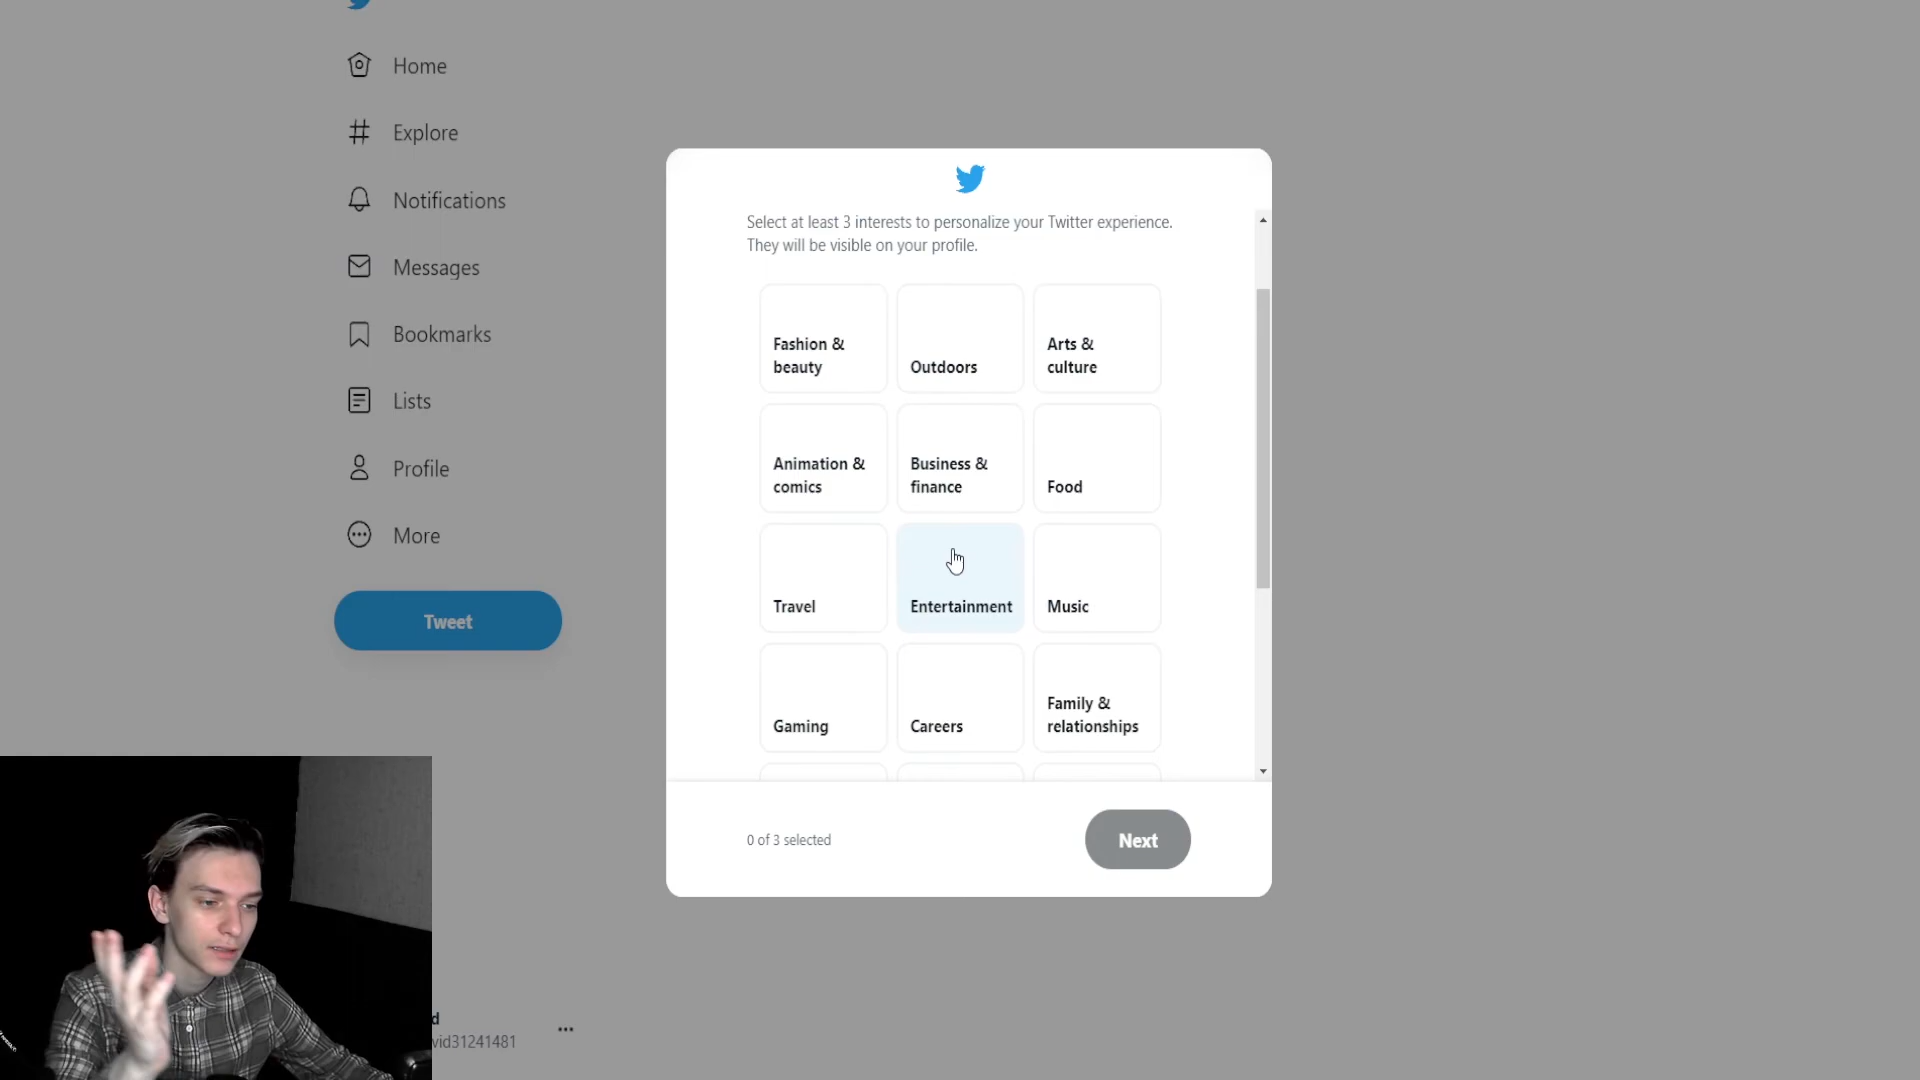 Home
Explore
Notifications
Messages
Bookmarks
Lists
Profile
More
Tweet
Select at least 3 interests to personalize your Twitter experience.
They will be visible on your profile.
Fashion &
beauty
Outdoors
Arts &
culture
Animation &
comics
Business &
finance
Food
Travel
Entertainment
Music
Gaming
Careers
Family &
relationships
0 of 3 selected
Next
d
vid31241481